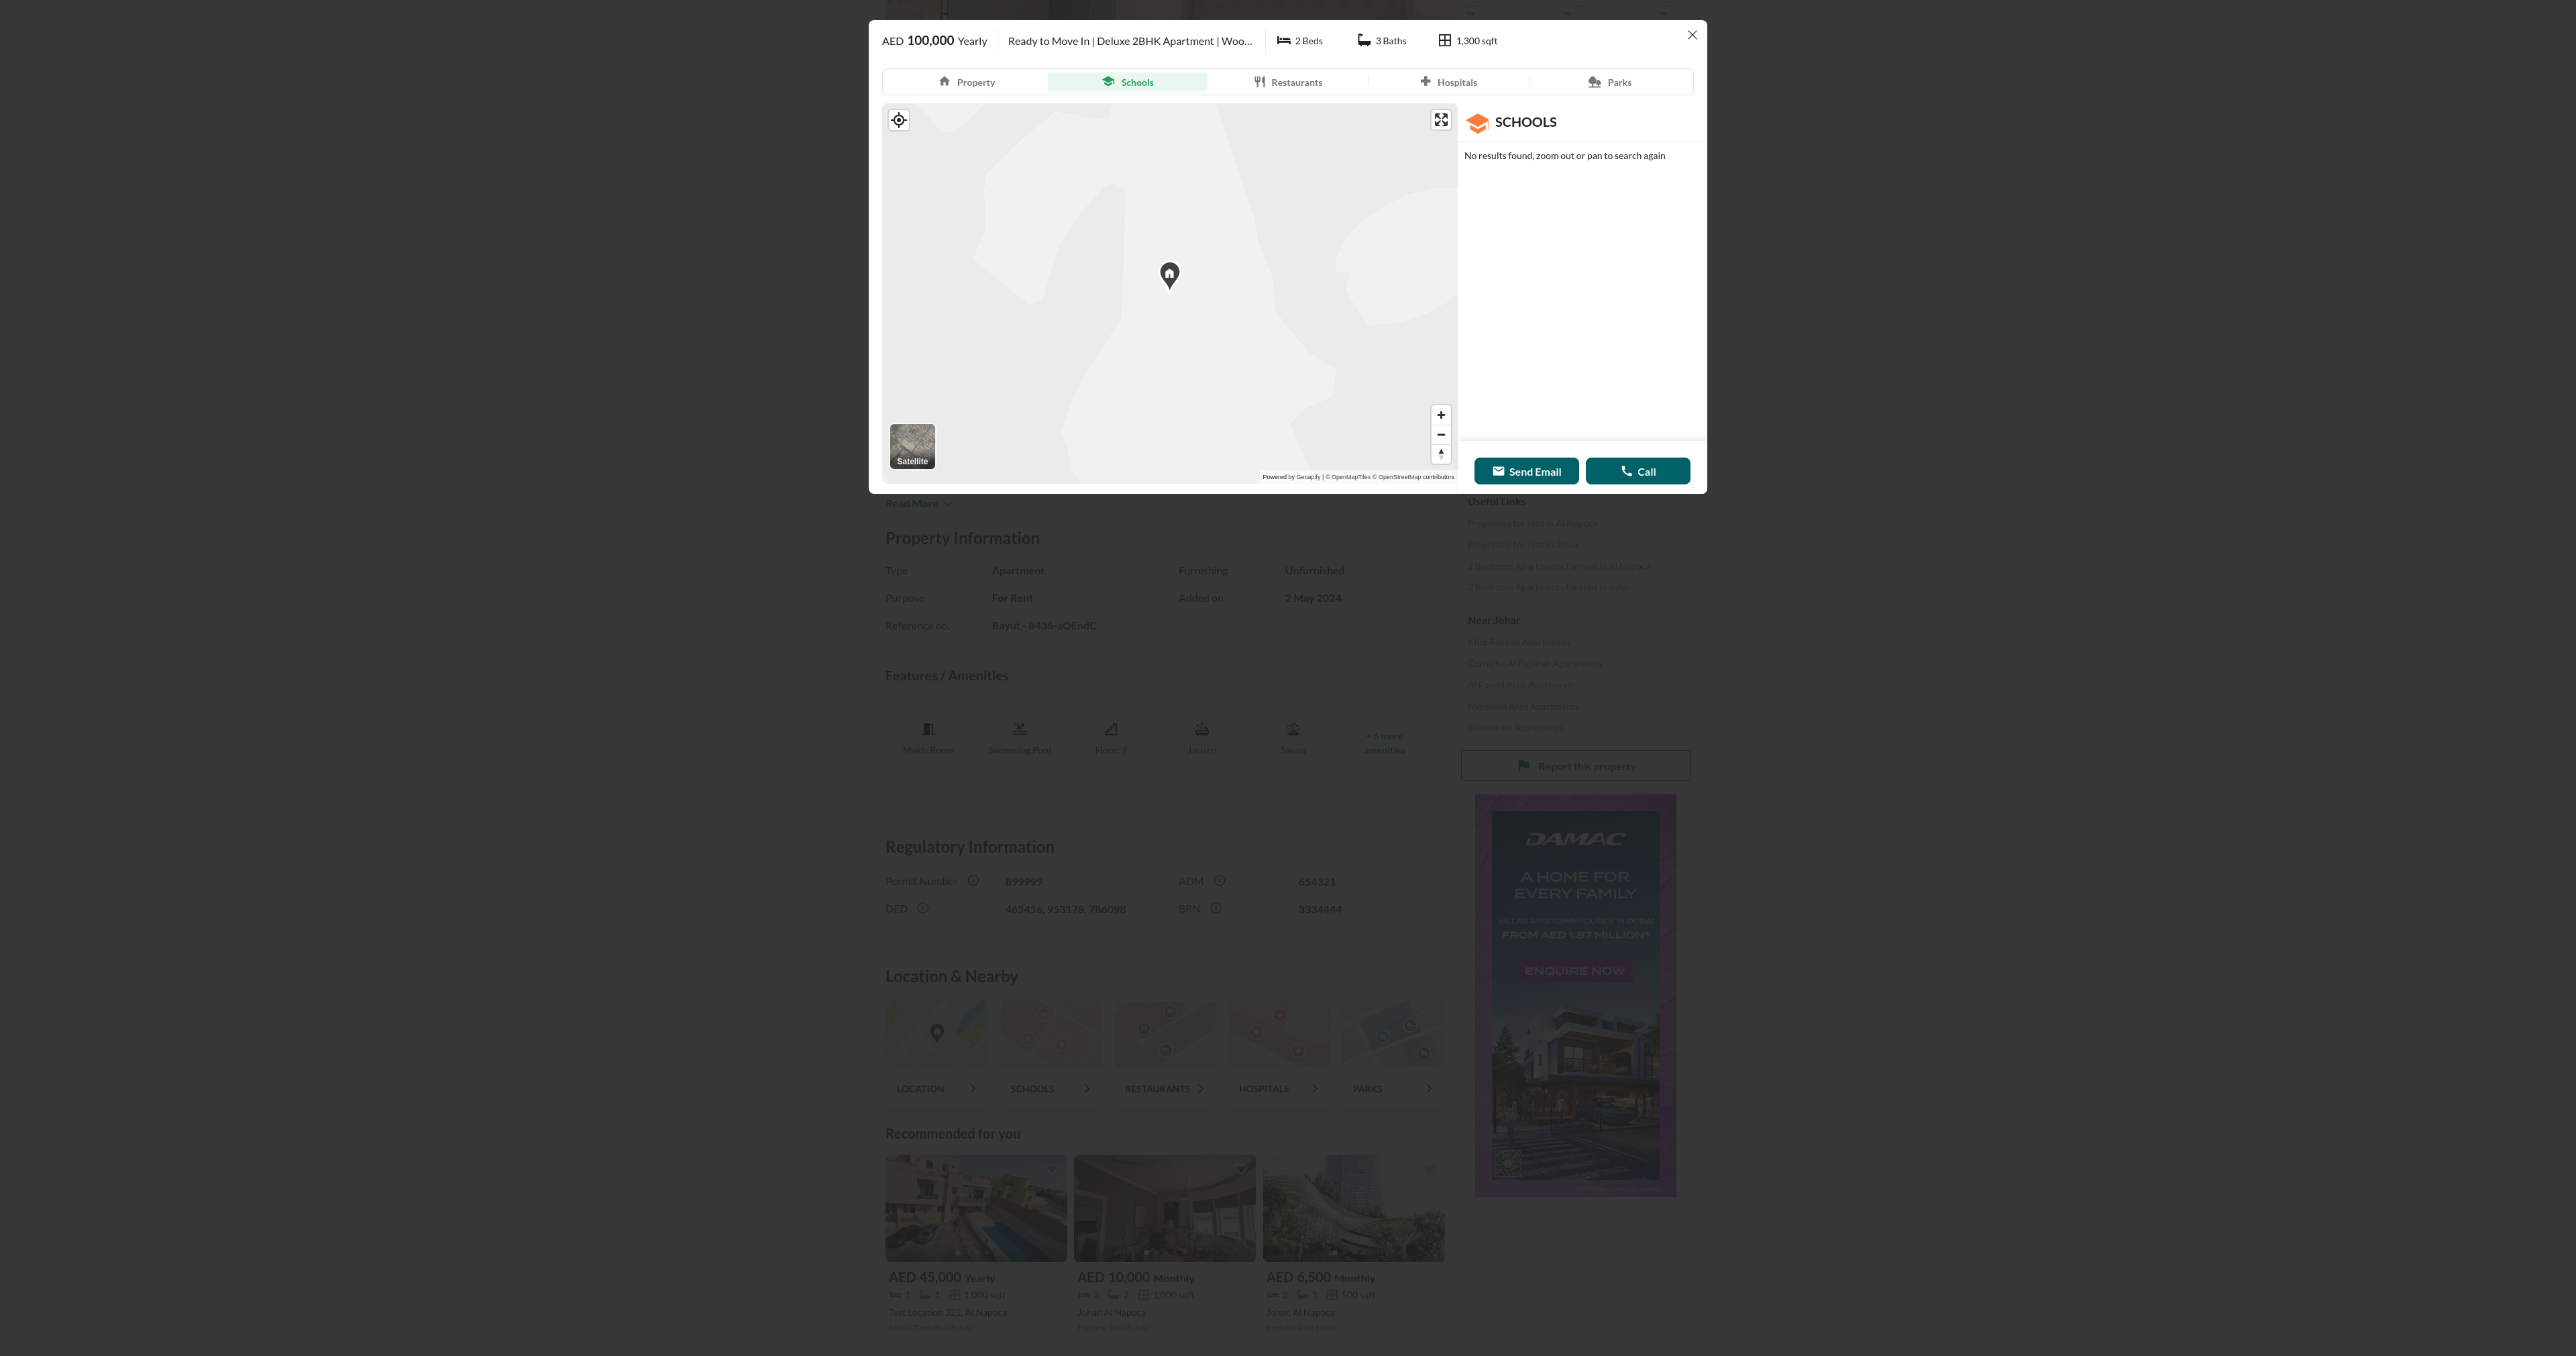 AED 100,000 Yearly
Ready to Move In | Deluxe 2BHK Apartment | Woo...
2 Beds
3 Baths
1,300 sqft
Property
Schools
Restaurants
Hospitals
Parks
SCHOOLS
No results found, zoom out or pan to search again
Satellite
Powered by Geoapify | © OpenMapTiles © OpenStreetMap contributors
Send Email
Call
Read More
Property Information
Type
Apartment
Furnishing
Unfurnished
Purpose
For Rent
Added on
2 May 2024
Reference no.
Bayut - 8436-aOEndC
Features / Amenities
Maids Room
Swimming Pool
Floor: 7
Jacuzzi
Sauna
+ 6 more
amenities
Regulatory Information
Permit Number
899999
ADM
654321
DED
465456, 953178, 786098
BRN
3334444
Location & Nearby
LOCATION
SCHOOLS
RESTAURANTS
HOSPITALS
PARKS
Recommended for you
AED 45,000 Yearly
1
1
1,000 sqft
Test Location 321, Al Napoca
AED 10,000 Monthly
3
2
1,000 sqft
Johar, Al Napoca
AED 6,500 Monthly
2
1
500 sqft
Johar, Al Napoca
Useful Links
Properties for rent in Al Napoca
Properties for rent in Johar
2 Bedroom Apartments for rent in Al Napoca
2 Bedroom Apartments for rent in Johar
Near Johar
Khor Fakkan Apartments
Corniche Al Fujairah Apartments
Al Faseel Area Apartments
Merashid Area Apartments
Sakamkam Apartments
Report this property
DAMAC
A HOME FOR
EVERY FAMILY
VILLAS AND TOWNHOUSES IN DUBAI
FROM AED 1.87 MILLION*
ENQUIRE NOW